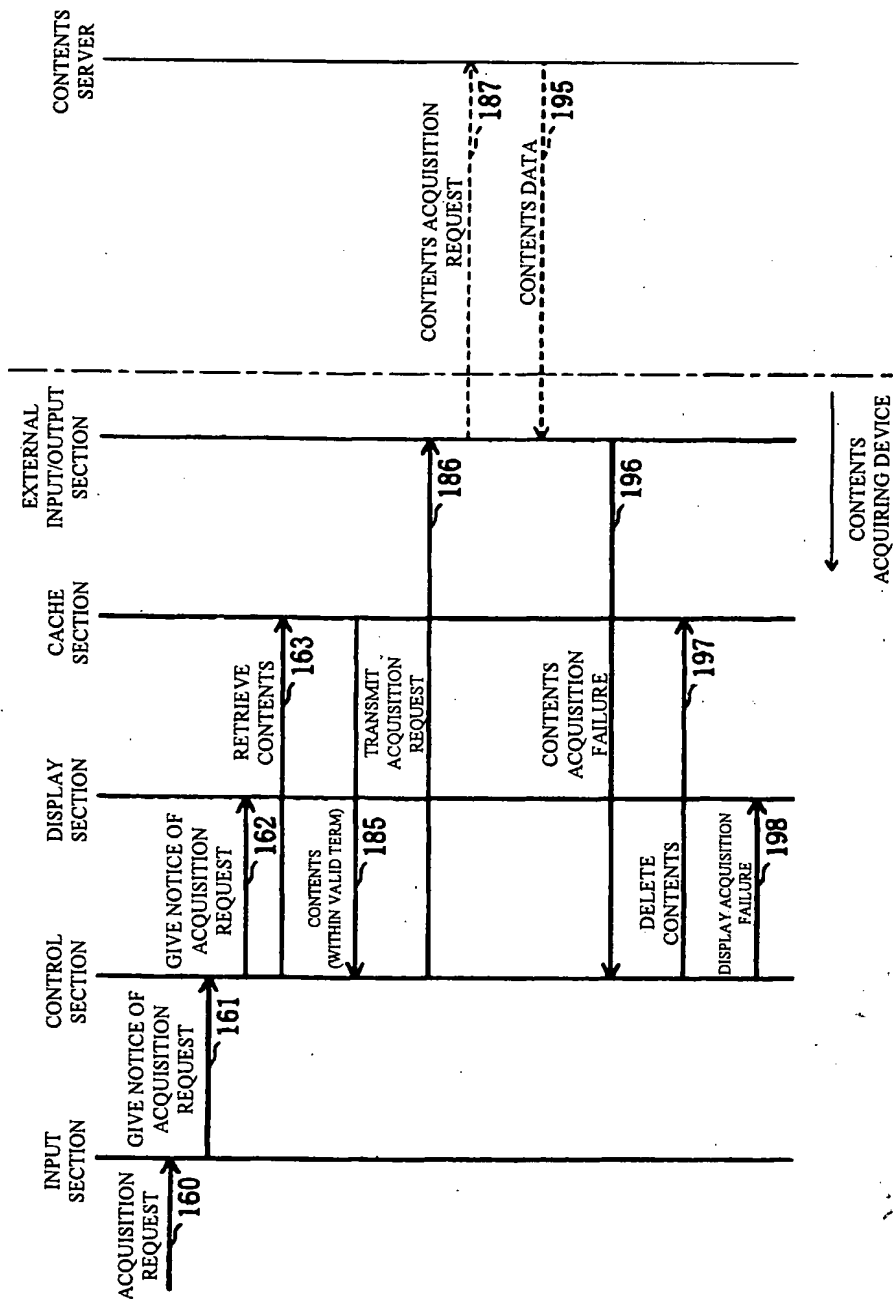 INPUT
SECTION
CONTROL
SECTION
DISPLAY
SECTION
CACHE
SECTION
EXTERNAL
INPUT/OUTPUT
SECTION
CONTENTS
SERVER
ACQUISITION
REQUEST
160
GIVE NOTICE OF
ACQUISITION
REQUEST
161
GIVE NOTICE OF
ACQUISITION
REQUEST
162
RETRIEVE
CONTENTS
163
CONTENTS
(WITHIN VALID TERM)
185
TRANSMIT
ACQUISITION
REQUEST
186
CONTENTS ACQUISITION
REQUEST
187
CONTENTS DATA
195
CONTENTS ACQUISITION
FAILURE
196
DELETE
CONTENTS
197
DISPLAY ACQUISITION
FAILURE
198
CONTENTS
ACQUIRING DEVICE